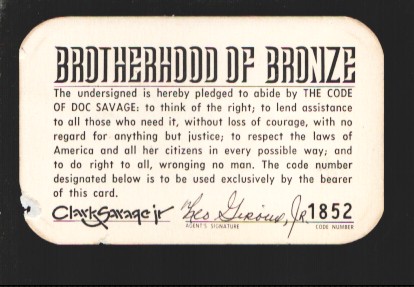 BROTHERHOOD OF BRONZE
The undersigned is hereby pledged to abide by THE CODE
OF DOC SAVAGE: to think of the right; to lend assistance
to all those who need it, without loss of courage, with no
regard for anything but justice; to respect the laws of
America and all her citizens in every possible way; and
to do right to all, wronging no man. The code number
designated below is to be used exclusively by the bearer
of this card.
Clark Savage jr Jr. 1852
AGENT'S SIGNATURE CODE NUMBER